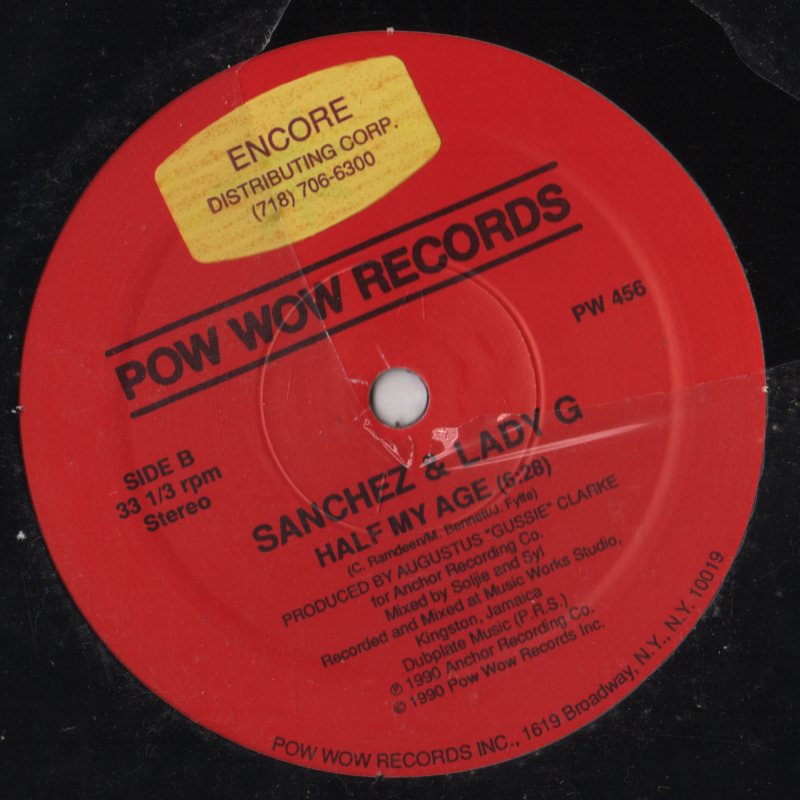 ENCORE
DISTRIBUTING CORP.
(718) 706-6300
POW WOW RECORDS
PW 456
SIDE B
33 1/3 rpm
Stereo
SANCHEZ & LADY G
HALF MY AGE (6:28)
(C. Ramdeen/M. Bennett/J. Fyffe)
PRODUCED BY AUGUSTUS "GUSSIE" CLARKE
for Anchor Recording Co.
Mixed by Soljie and Syl
Recorded and Mixed at Music Works Studio,
Kingston, Jamaica
Dubplate Music (P.R.S.)
℗ 1990 Anchor Recording Co.
© 1990 Pow Wow Records Inc.
POW WOW RECORDS INC., 1619 Broadway, N.Y., N.Y. 10019